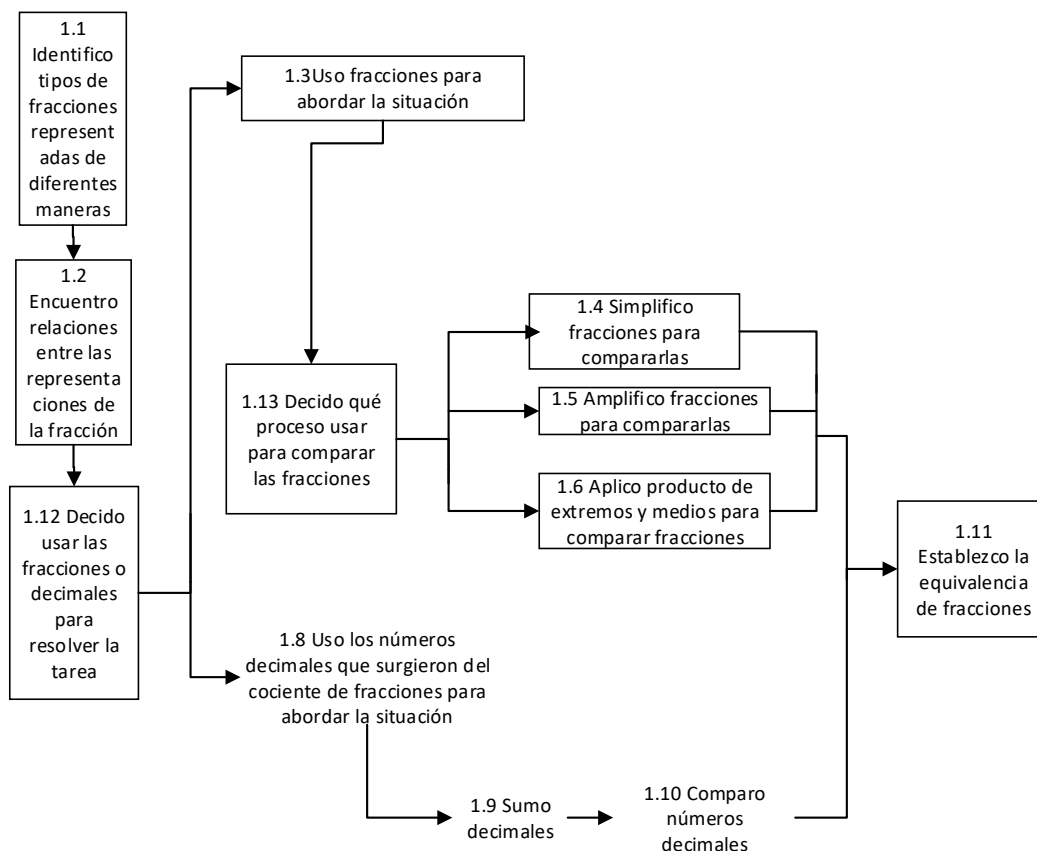 1.1
Identifico
tipos de
fracciones
represent
adas de
diferentes
maneras
1.2
Encuentro
relaciones
entre las
representa
ciones de
la fracción
1.12 Decido
usar las
fracciones o
decimales
para
resolver la
tarea
1.3Uso fracciones para
abordar la situación
1.13 Decido qué
proceso usar
para comparar
las fracciones
1.4 Simplifico
fracciones para
compararlas
1.5 Amplifico fracciones
para compararlas
1.6 Aplico producto de
extremos y medios para
comparar fracciones
1.8 Uso los números
decimales que surgieron del
cociente de fracciones para
abordar la situación
1.9 Sumo
decimales
1.10 Comparo
números
decimales
1.11
Establezco la
equivalencia
de fracciones